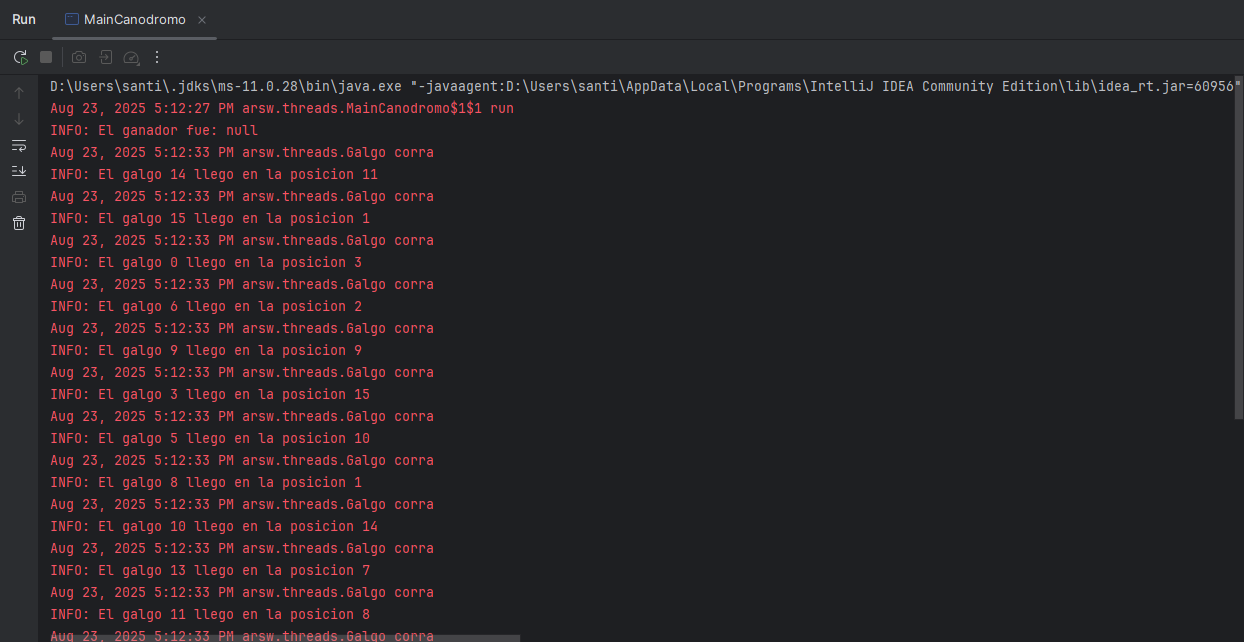 Run MainCanodromo
D:\Users\santi\.jdks\ms-11.0.28\bin\java.exe "-javaagent:D:\Users\santi\AppData\Local\Programs\IntelliJ IDEA Community Edition\lib\idea_rt.jar=60956"
Aug 23, 2025 5:12:27 PM arsw.threads.MainCanodromo$1$1 run
INFO: El ganador fue: null
Aug 23, 2025 5:12:33 PM arsw.threads.Galgo corra
INFO: El galgo 14 llego en la posicion 11
Aug 23, 2025 5:12:33 PM arsw.threads.Galgo corra
INFO: El galgo 15 llego en la posicion 1
Aug 23, 2025 5:12:33 PM arsw.threads.Galgo corra
INFO: El galgo 0 llego en la posicion 3
Aug 23, 2025 5:12:33 PM arsw.threads.Galgo corra
INFO: El galgo 6 llego en la posicion 2
Aug 23, 2025 5:12:33 PM arsw.threads.Galgo corra
INFO: El galgo 9 llego en la posicion 9
Aug 23, 2025 5:12:33 PM arsw.threads.Galgo corra
INFO: El galgo 3 llego en la posicion 15
Aug 23, 2025 5:12:33 PM arsw.threads.Galgo corra
INFO: El galgo 5 llego en la posicion 10
Aug 23, 2025 5:12:33 PM arsw.threads.Galgo corra
INFO: El galgo 8 llego en la posicion 1
Aug 23, 2025 5:12:33 PM arsw.threads.Galgo corra
INFO: El galgo 10 llego en la posicion 14
Aug 23, 2025 5:12:33 PM arsw.threads.Galgo corra
INFO: El galgo 13 llego en la posicion 7
Aug 23, 2025 5:12:33 PM arsw.threads.Galgo corra
INFO: El galgo 11 llego en la posicion 8
Aug 23, 2025 5:12:33 PM arsw.threads.Galgo corra